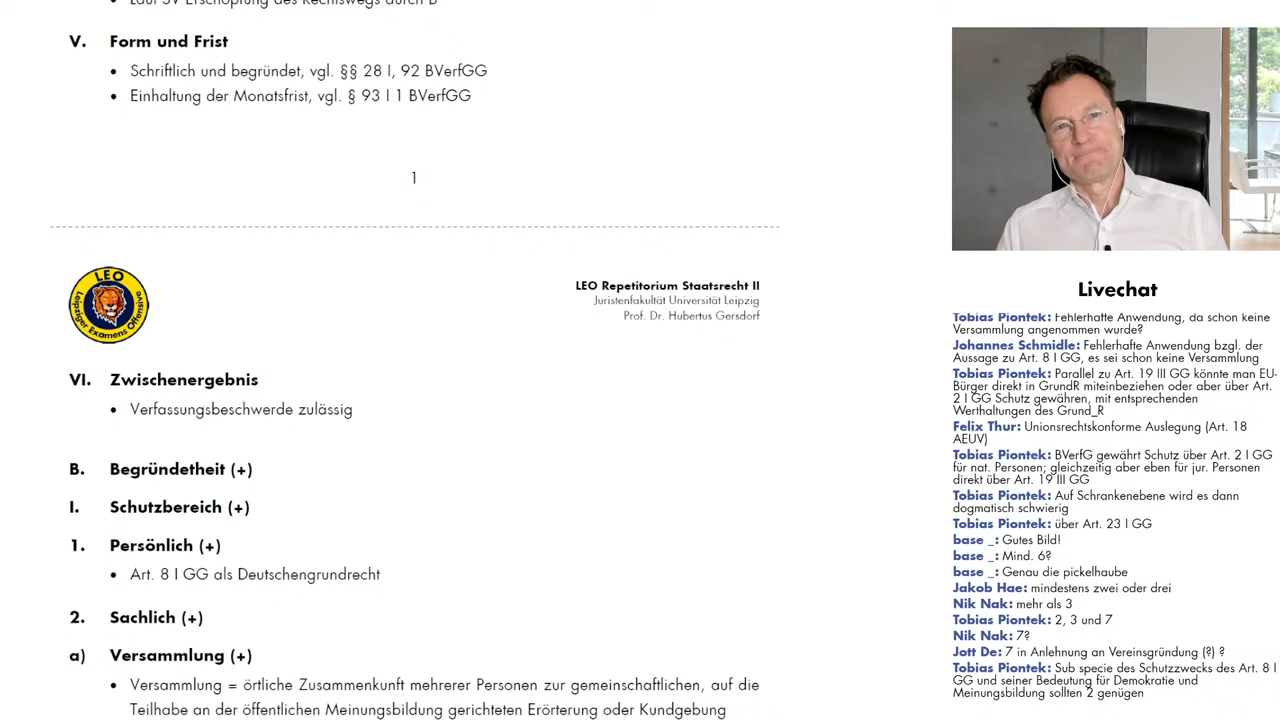 • Laut SV Erschöpfung des Rechtswegs durch B
V. Form und Frist
• Schriftlich und begründet, vgl. §§ 28 I, 92 BVerfGG
• Einhaltung der Monatsfrist, vgl. § 93 I 1 BVerfGG
1
LEO
Leipziger Examens Offensive
LEO Repetitorium Staatsrecht II
Juristenfakultät Universität Leipzig
Prof. Dr. Hubertus Gersdorf
VI. Zwischenergebnis
• Verfassungsbeschwerde zulässig
B. Begründetheit (+)
I. Schutzbereich (+)
1. Persönlich (+)
• Art. 8 I GG als Deutschengrundrecht
2. Sachlich (+)
a) Versammlung (+)
• Versammlung = örtliche Zusammenkunft mehrerer Personen zur gemeinschaftlichen, auf die
Teilhabe an der öffentlichen Meinungsbildung gerichteten Erörterung oder Kundgebung
Livechat
Tobias Piontek: Fehlerhafte Anwendung, da schon keine
Versammlung angenommen wurde?
Johannes Schmidle: Fehlerhafte Anwendung bzgl. der
Aussage zu Art. 8 I GG, es sei schon keine Versammlung
Tobias Piontek: Parallel zu Art. 19 III GG könnte man EU-
Bürger direkt in GrundR miteinbeziehen oder aber über Art.
2 I GG Schutz gewähren, mit entsprechenden
Werthaltungen des Grund_R
Felix Thur: Unionsrechtskonforme Auslegung (Art. 18
AEUV)
Tobias Piontek: BVerfG gewährt Schutz über Art. 2 I GG
für nat. Personen; gleichzeitig aber eben für jur. Personen
direkt über Art. 19 III GG
Tobias Piontek: Auf Schrankenebene wird es dann
dogmatisch schwierig
Tobias Piontek: über Art. 23 I GG
base _: Gutes Bild!
base _: Mind. 6?
base _: Genau die pickelhaube
Jakob Hae: mindestens zwei oder drei
Nik Nak: mehr als 3
Tobias Piontek: 2, 3 und 7
Nik Nak: 7?
Jott De: 7 in Anlehnung an Vereinsgründung (?) ?
Tobias Piontek: Sub specie des Schutzzwecks des Art. 8 I
GG und seiner Bedeutung für Demokratie und
Meinungsbildung sollten 2 genügen